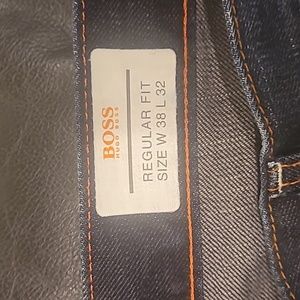 BOSS
HUGO BOSS
REGULAR FIT
SIZE W 38 L 32